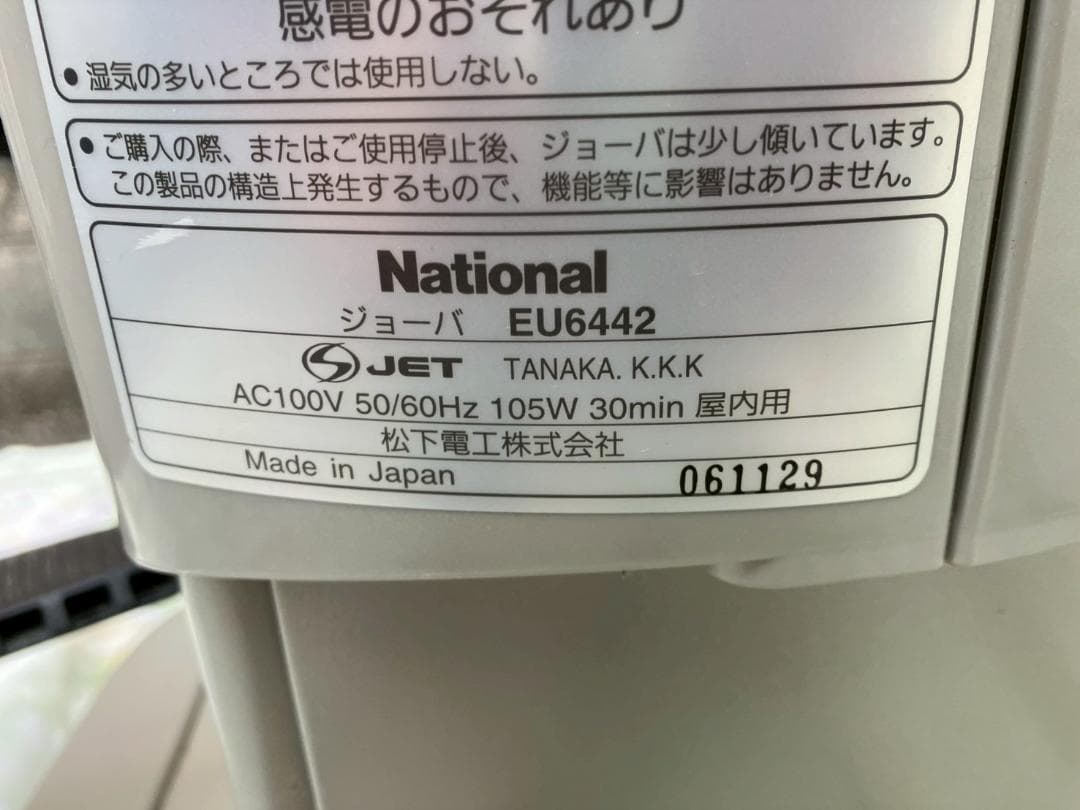 感電のおそれあり
●湿気の多いところでは使用しない。
●ご購入の際、またはご使用停止後、ジョーバは少し傾いています。
この製品の構造上発生するもので、機能等に影響はありません。
National
ジョーバ EU6442
S JET TANAKA. K.K.K
AC100V 50/60Hz 105W 30min 屋内用
松下電工株式会社
Made in Japan 061129